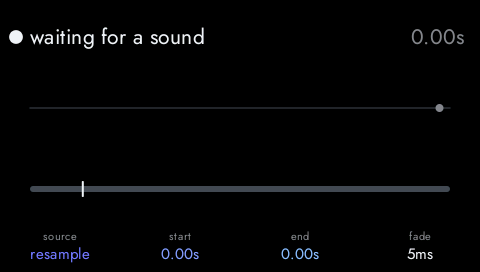 waiting for a sound 0.00s
source start end fade
resample 0.00s 0.00s 5ms